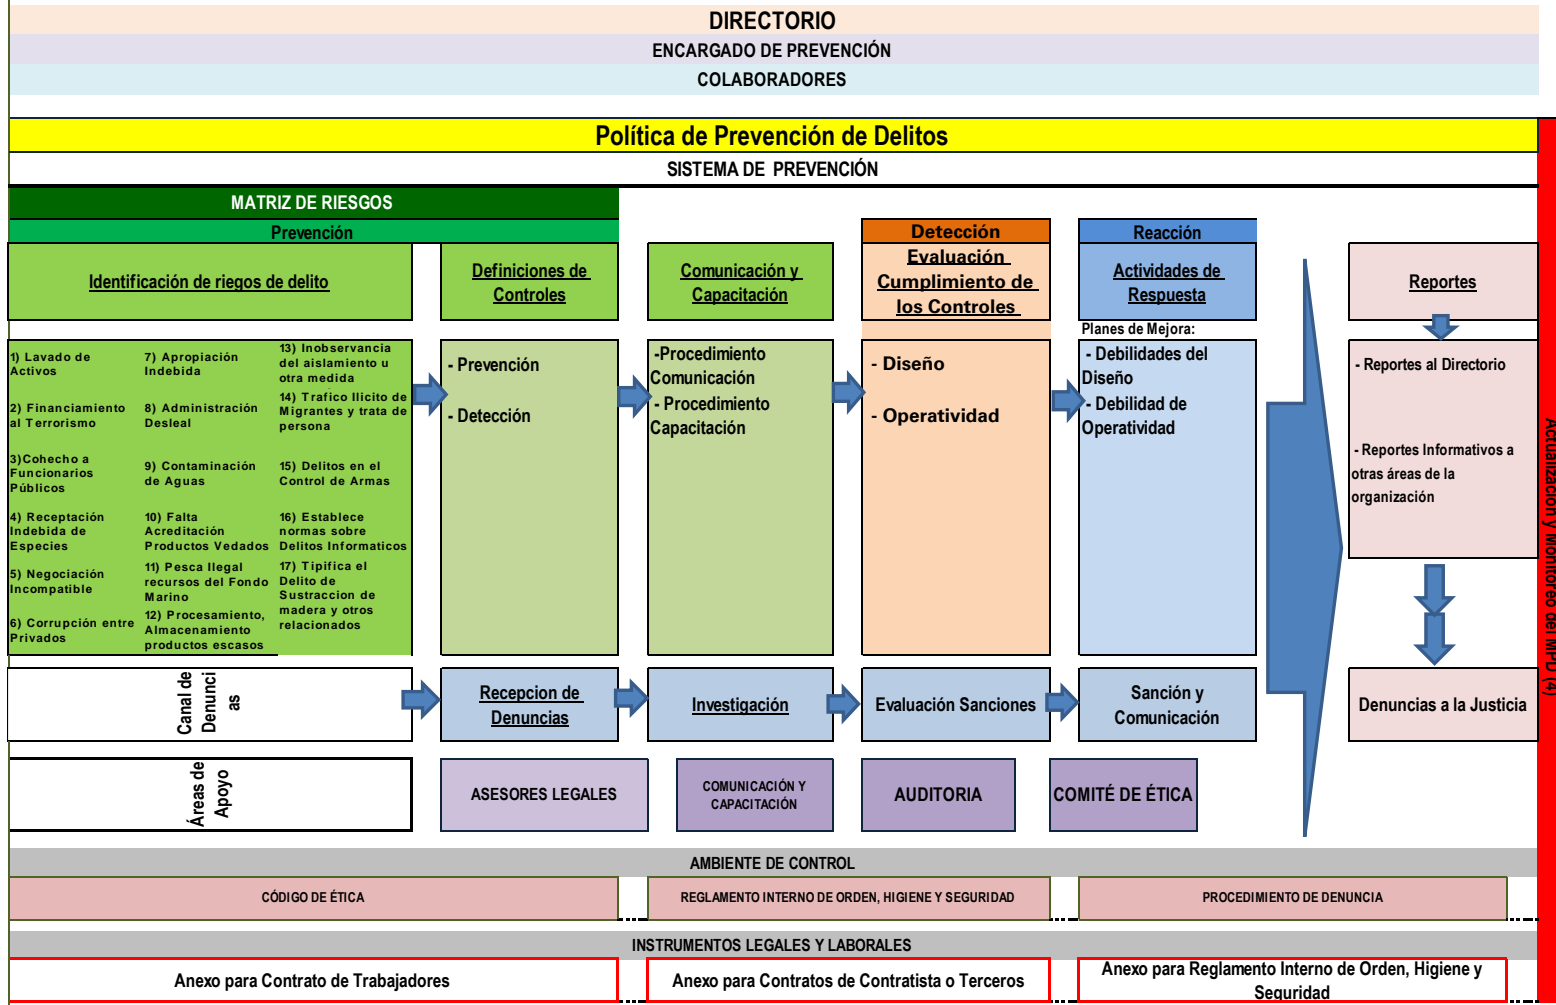 DIRECTORIO
ENCARGADO DE PREVENCIÓN
COLABORADORES
Política de Prevención de Delitos
SISTEMA DE  PREVENCIÓN
MATRIZ DE RIESGOS
Prevención
Detección
Reacción
Identificación de riegos de delito
Definiciones de
Controles
Comunicación y
Capacitación
Evaluación
Cumplimiento de
los Controles
Actividades de
Respuesta
Reportes
1) Lavado de
Activos
2) Financiamiento
al Terrorismo
3)Cohecho a
Funcionarios
Públicos
4) Receptación
Indebida de
Especies
5) Negociación
Incompatible
6) Corrupción entre
Privados
7) Apropiación
Indebida
8) Administración
Desleal
9) Contaminación
de Aguas
10) Falta
Acreditación
Productos Vedados
11) Pesca Ilegal
recursos del Fondo
Marino
12) Procesamiento,
Almacenamiento
productos escasos
13) Inobservancia
del aislamiento u
otra medida
14) Trafico Ilicito de
Migrantes y trata de
persona
15) Delitos en el
Control de Armas
16) Establece
normas sobre
Delitos Informaticos
17) Tipifica el
Delito de
Sustraccion de
madera y otros
relacionados
- Prevención
- Detección
-Procedimiento
Comunicación
- Procedimiento
Capacitación
- Diseño
- Operatividad
Planes de Mejora:
- Debilidades del
Diseño
- Debilidad de
Operatividad
- Reportes al Directorio
- Reportes Informativos a
otras áreas de la
organización
Canal de
Denunci
as
Recepcion de
Denuncias
Investigación
Evaluación Sanciones
Sanción y
Comunicación
Denuncias a la Justicia
Áreas de
Apoyo
ASESORES LEGALES
COMUNICACIÓN Y
CAPACITACIÓN
AUDITORIA
COMITÉ DE ÉTICA
Actualización y Monitoreo del MPD (4)
AMBIENTE DE CONTROL
CÓDIGO DE ÉTICA
REGLAMENTO INTERNO DE ORDEN, HIGIENE Y SEGURIDAD
PROCEDIMIENTO DE DENUNCIA
INSTRUMENTOS LEGALES Y LABORALES
Anexo para Contrato de Trabajadores
Anexo para Contratos de Contratista o Terceros
Anexo para Reglamento Interno de Orden, Higiene y
Seguridad